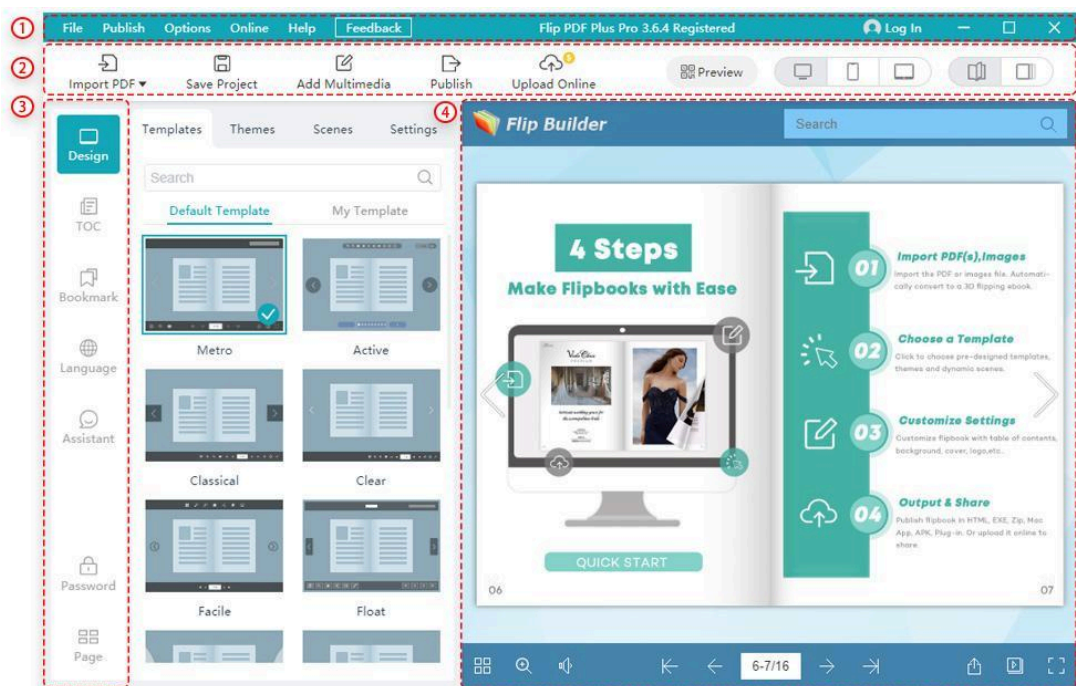 ① File Publish Options Online Help Feedback Flip PDF Plus Pro 3.6.4 Registered Log In
②
Import PDF Save Project Add Multimedia Publish Upload Online Preview
③
Design
TOC
Bookmark
Language
Assistant
Password
Page
Templates Themes Scenes Settings
Search
Default Template My Template
Metro Active
Classical Clear
Facile Float
④ Flip Builder Search
4 Steps
Make Flipbooks with Ease
QUICK START
06
01 Import PDF(s),Images
Import the PDF or images file. Automati-
cally convert to a 3D flipping ebook.
02 Choose a Template
Click to choose pre-designed templates,
themes and dynamic scenes.
03 Customize Settings
Customize flipbook with table of contents,
background, cover, logo,etc..
04 Output & Share
Publish flipbook in HTML, EXE, Zip, Mac
App, APK, Plug-in. Or upload it online to
share.
07
6-7/16